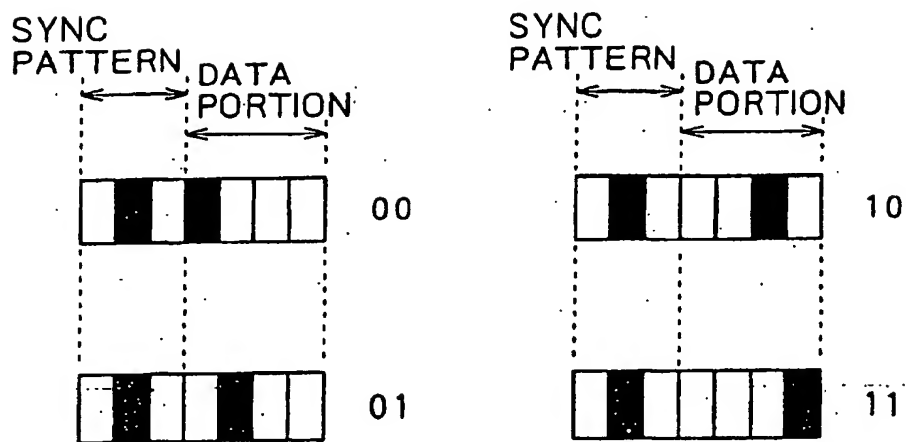 SYNC
PATTERN
DATA
PORTION
00
01
SYNC
PATTERN
DATA
PORTION
10
11